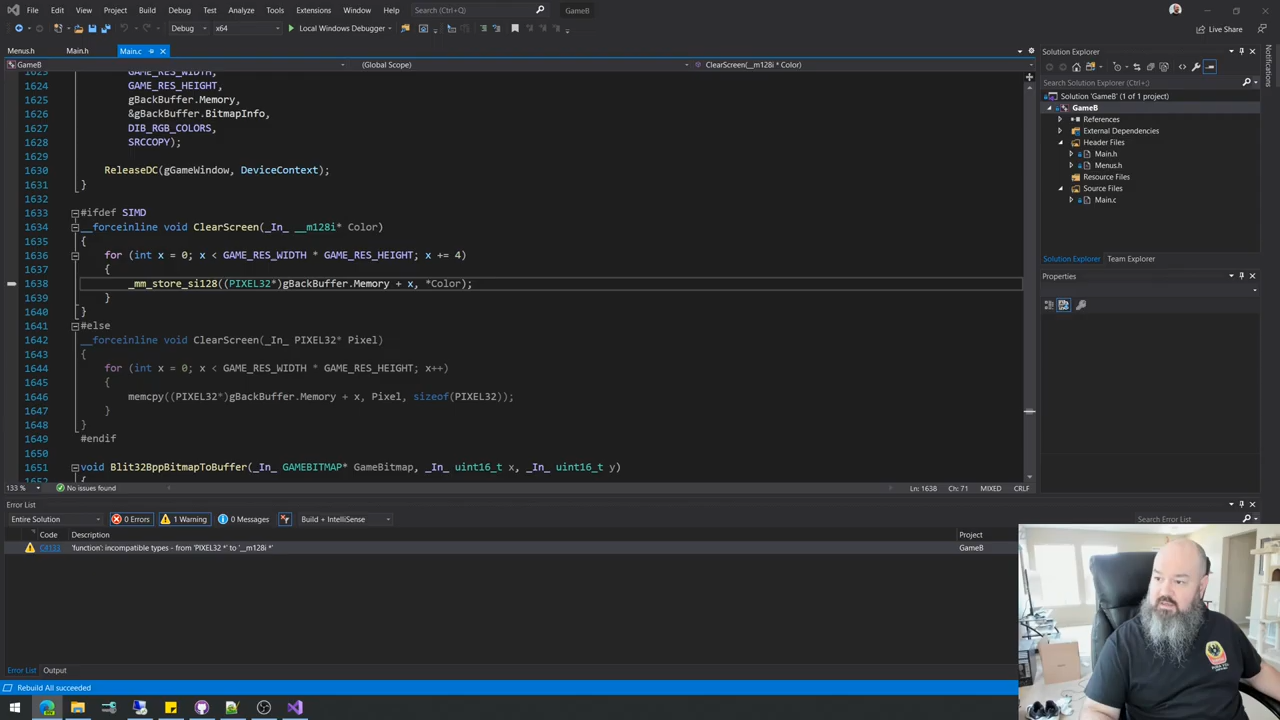 File Edit View Project Build Debug Test Analyze Tools Extensions Window Help Search (Ctrl+Q) GameB
Debug x64 Local Windows Debugger Live Share
Menus.h Main.h Main.c
GameB (Global Scope) ClearScreen(__m128i * Color)
1623 GAME_RES_WIDTH,
1624 GAME_RES_HEIGHT,
1625 gBackBuffer.Memory,
1626 &gBackBuffer.BitmapInfo,
1627 DIB_RGB_COLORS,
1628 SRCCOPY);
1629
1630 ReleaseDC(gGameWindow, DeviceContext);
1631 }
1632
1633 #ifdef SIMD
1634 __forceinline void ClearScreen(_In_ __m128i* Color)
1635 {
1636 for (int x = 0; x < GAME_RES_WIDTH * GAME_RES_HEIGHT; x += 4)
1637 {
1638 _mm_store_si128((PIXEL32*)gBackBuffer.Memory + x, *Color);
1639 }
1640 }
1641 #else
1642 __forceinline void ClearScreen(_In_ PIXEL32* Pixel)
1643 {
1644 for (int x = 0; x < GAME_RES_WIDTH * GAME_RES_HEIGHT; x++)
1645 {
1646 memcpy((PIXEL32*)gBackBuffer.Memory + x, Pixel, sizeof(PIXEL32));
1647 }
1648 }
1649 #endif
1650
1651 void Blit32BppBitmapToBuffer(_In_ GAMEBITMAP* GameBitmap, _In_ uint16_t x, _In_ uint16_t y)
1652 {
133 % No issues found Ln: 1638 Ch: 71 MIXED CRLF
Solution Explorer
Search Solution Explorer (Ctrl+;)
Solution 'GameB' (1 of 1 project)
GameB
References
External Dependencies
Header Files
Main.h
Menus.h
Resource Files
Source Files
Main.c
Solution Explorer Team Explorer
Properties
Notifications
Error List
Entire Solution 0 Errors 1 Warning 0 Messages Build + IntelliSense Search Error List
Code Description Project
C4133 'function': incompatible types - from 'PIXEL32 *' to '__m128i *' GameB
Error List Output
Rebuild All succeeded